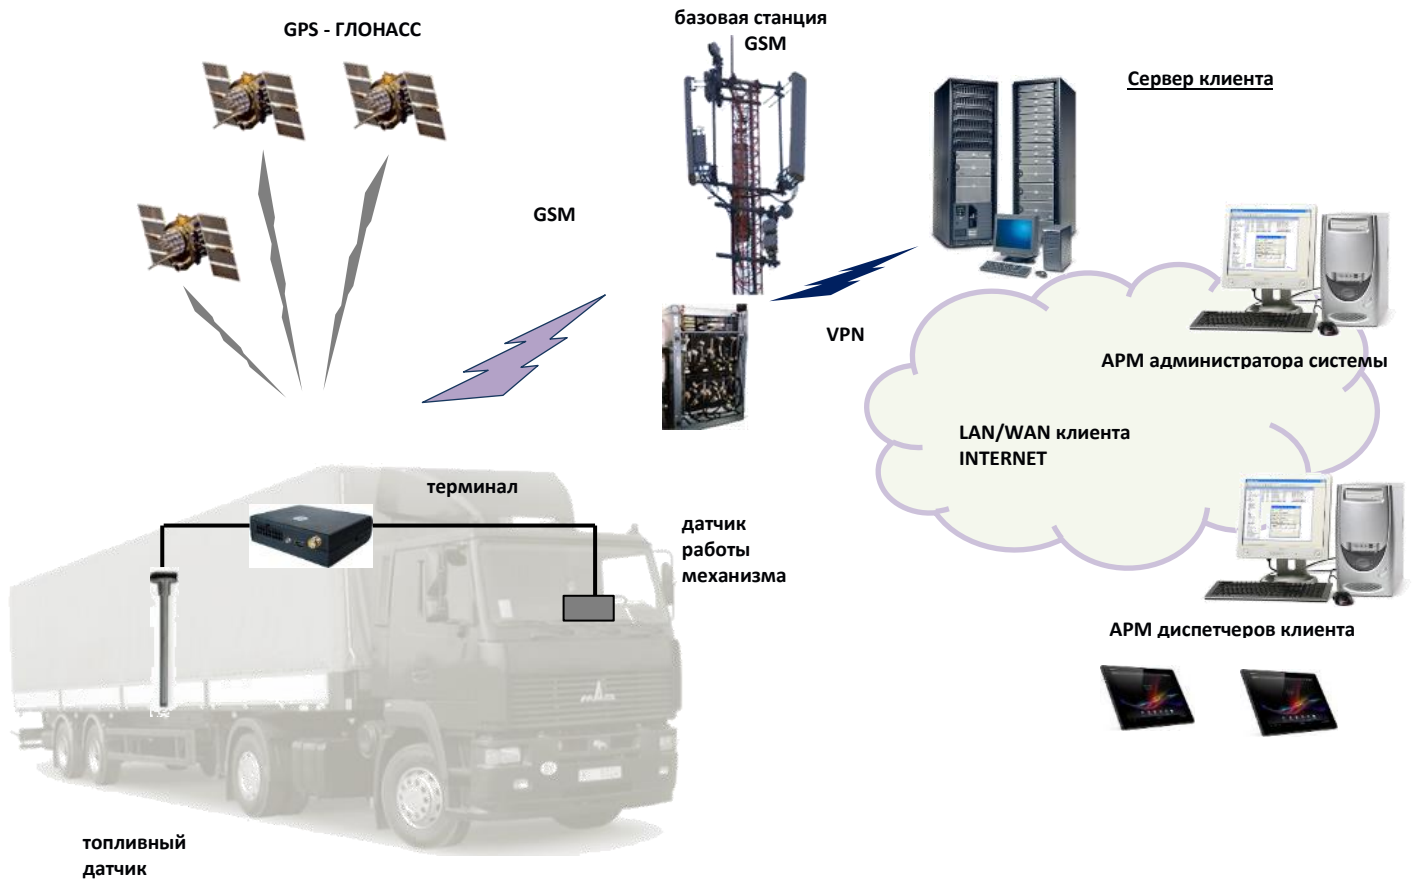 GPS - ГЛОНАСС
базовая станция
GSM
Сервер клиента
GSM
VPN
АРМ администратора системы
LAN/WAN клиента
INTERNET
терминал
датчик
работы
механизма
АРМ диспетчеров клиента
топливный
датчик